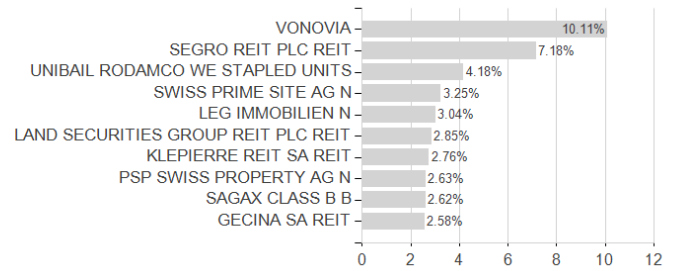 VONOVIA 10.11%
SEGRO REIT PLC REIT 7.18%
UNIBAIL RODAMCO WE STAPLED UNITS 4.18%
SWISS PRIME SITE AG N 3.25%
LEG IMMOBILIEN N 3.04%
LAND SECURITIES GROUP REIT PLC REIT 2.85%
KLEPIERRE REIT SA REIT 2.76%
PSP SWISS PROPERTY AG N 2.63%
SAGAX CLASS B B 2.62%
GECINA SA REIT 2.58%
0 2 4 6 8 10 12